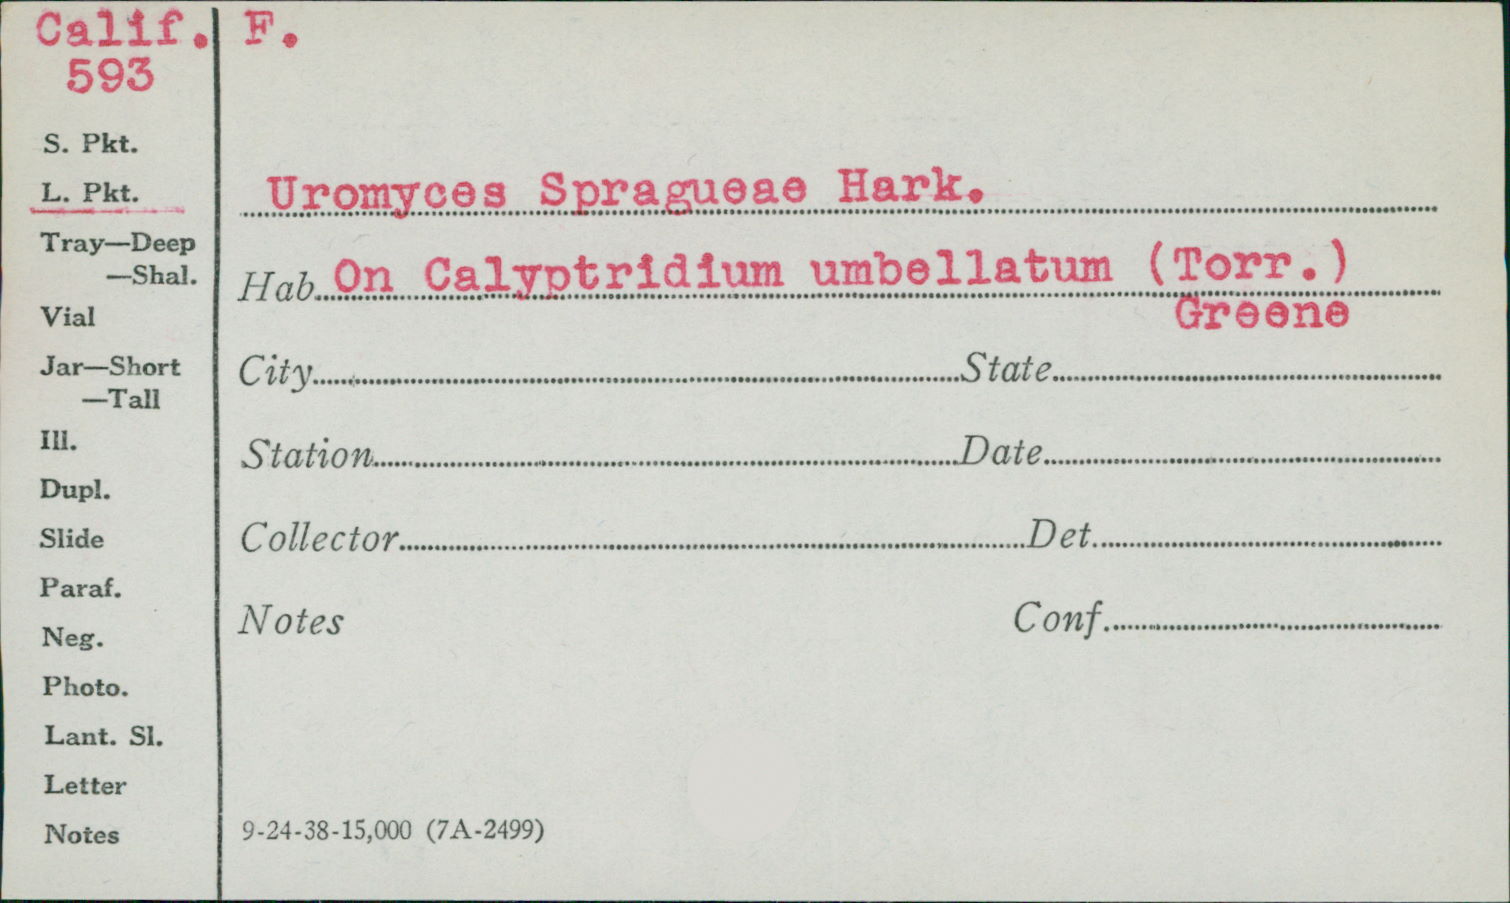 Calif. F.
593
S. Pkt.
L. Pkt.
Uromyces Spragueae Hark.
Tray—Deep
—Shal.
Hab. On Calyptridium umbellatum (Torr.)
Greene
Vial
Jar—Short
—Tall
City State
Ill.
Station Date
Dupl.
Slide
Collector Det.
Paraf.
Neg.
Notes Conf.
Photo.
Lant. Sl.
Letter
Notes
9-24-38-15,000 (7A-2499)